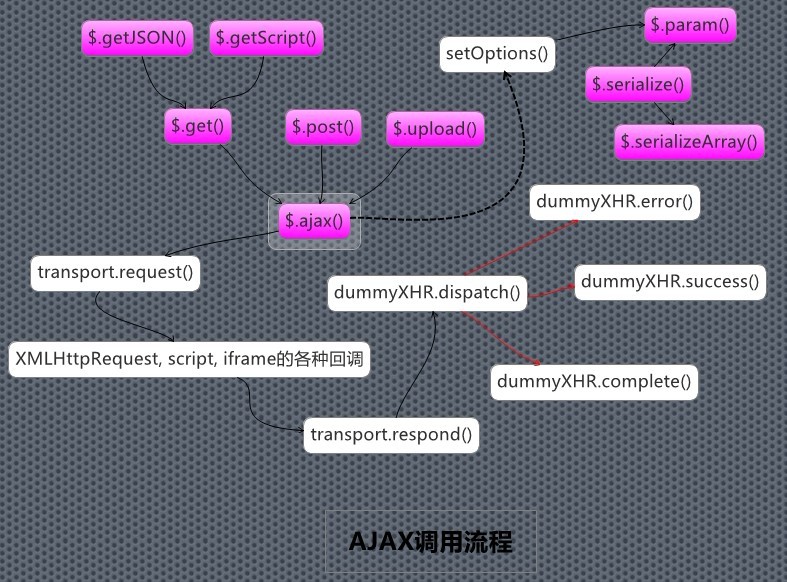 $.getJSON()
$.getScript()
$.param()
setOptions()
$.serialize()
$.get()
$.post()
$.upload()
$.serializeArray()
$.ajax()
dummyXHR.error()
transport.request()
dummyXHR.dispatch()
dummyXHR.success()
XMLHttpRequest, script, iframe的各种回调
dummyXHR.complete()
transport.respond()
AJAX调用流程